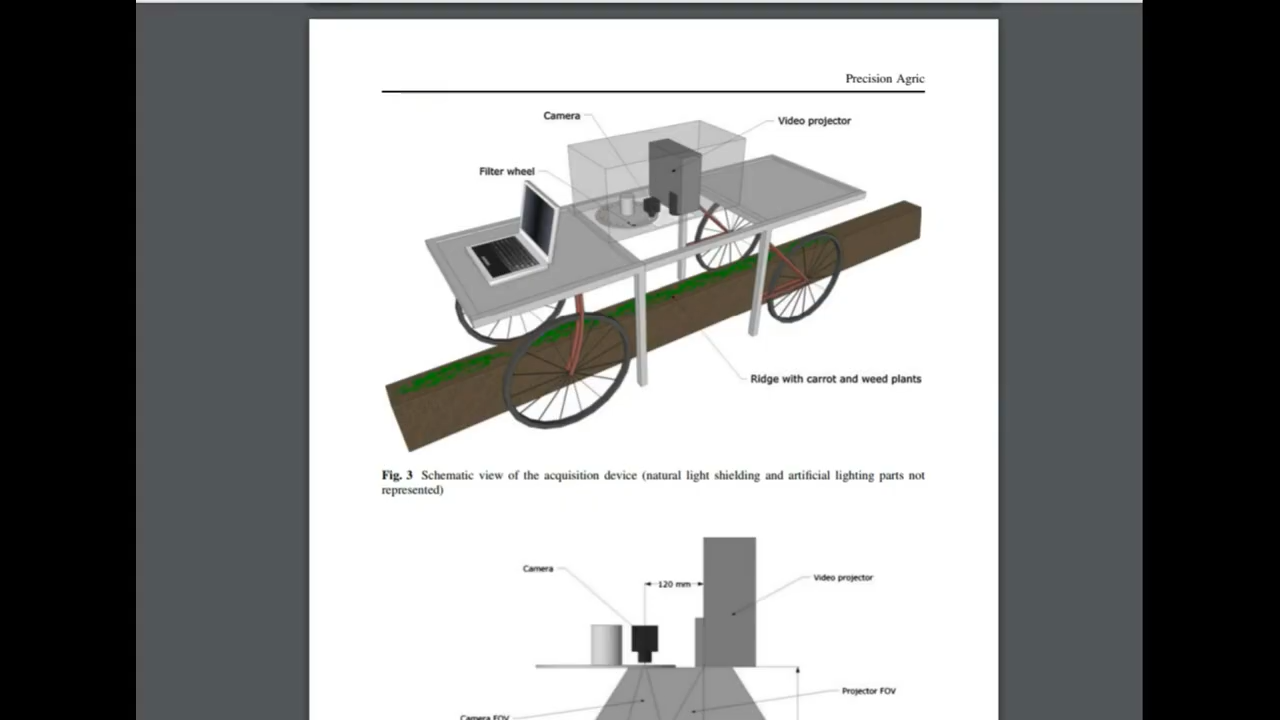 Precision Agric
Camera
Video projector
Filter wheel
Ridge with carrot and weed plants
Fig. 3 Schematic view of the acquisition device (natural light shielding and artificial lighting parts not
represented)
Camera
120 mm
Video projector
Projector FOV
Camera FOV